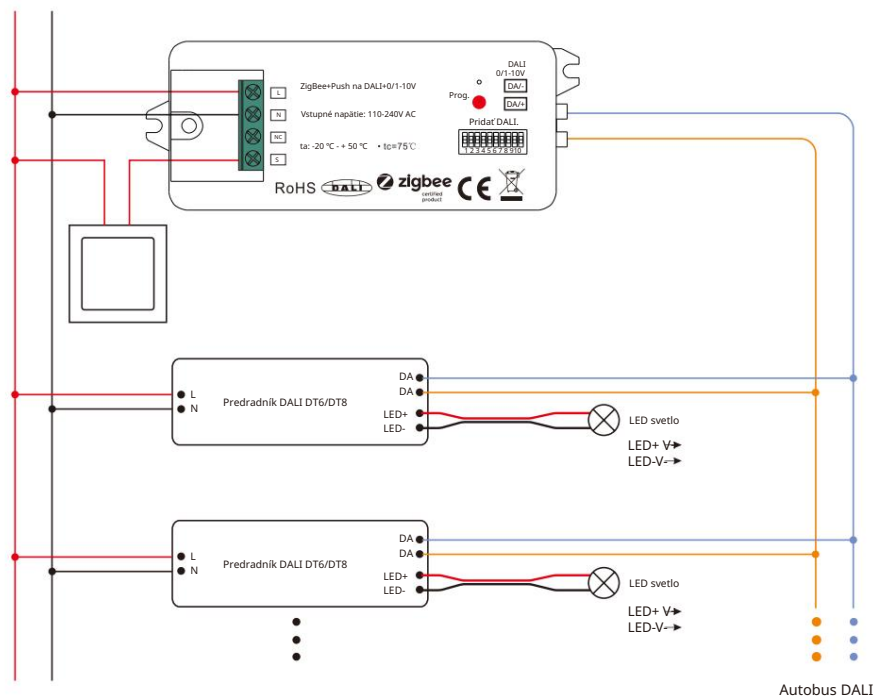 DALI
0/1-10V
L
ZigBee+Push na DALI+0/1-10V
DA/-
Prog.
DA/+
N
Vstupné napätie: 110-240V AC
Pridať DALI.
NC
ta: -20 °C - + 50 °C • tc=75℃
1 2 3 4 5 6 7 8 9 10
S
RoHS DALI zigbee CE
certified
product
DA
DA
L
N
Predradník DALI DT6/DT8
LED+
LED-
LED svetlo
LED+ V+
LED-V-
DA
DA
L
N
Predradník DALI DT6/DT8
LED+
LED-
LED svetlo
LED+ V+
LED-V-
Autobus DALI